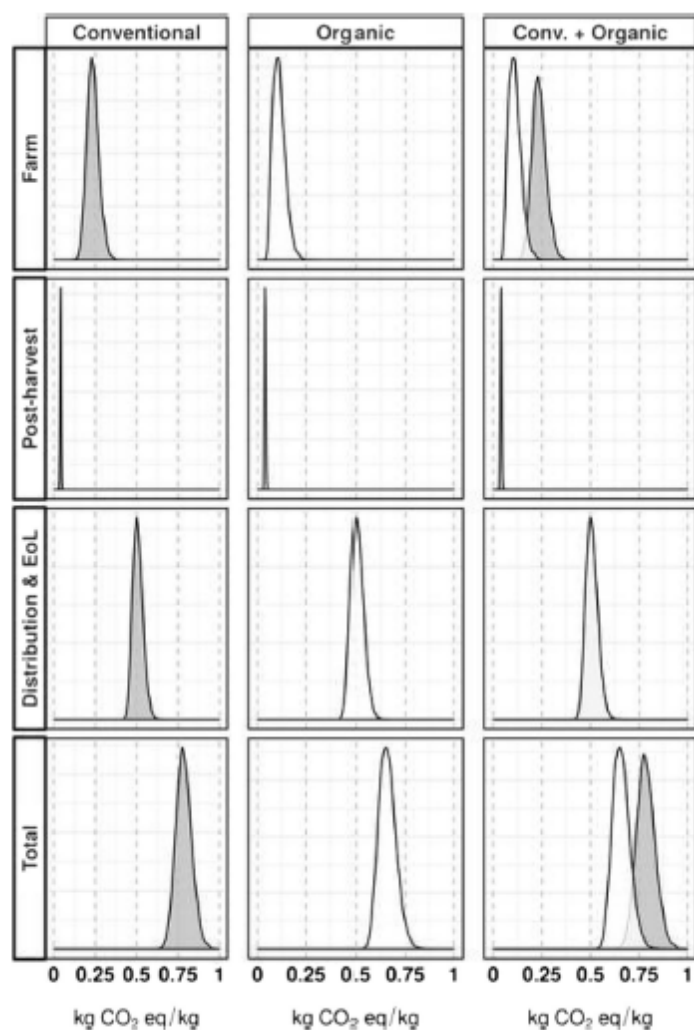 Conventional Organic Conv. + Organic
Farm
Post-harvest
Distribution & EoL
Total
0 0.25 0.5 0.75 1 0 0.25 0.5 0.75 1 0 0.25 0.5 0.75 1
kg CO₂ eq/kg kg CO₂ eq/kg kg CO₂ eq/kg